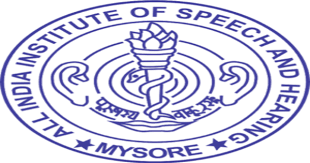 ALL INDIA INSTITUTE OF SPEECH AND HEARING
★ MYSORE ★